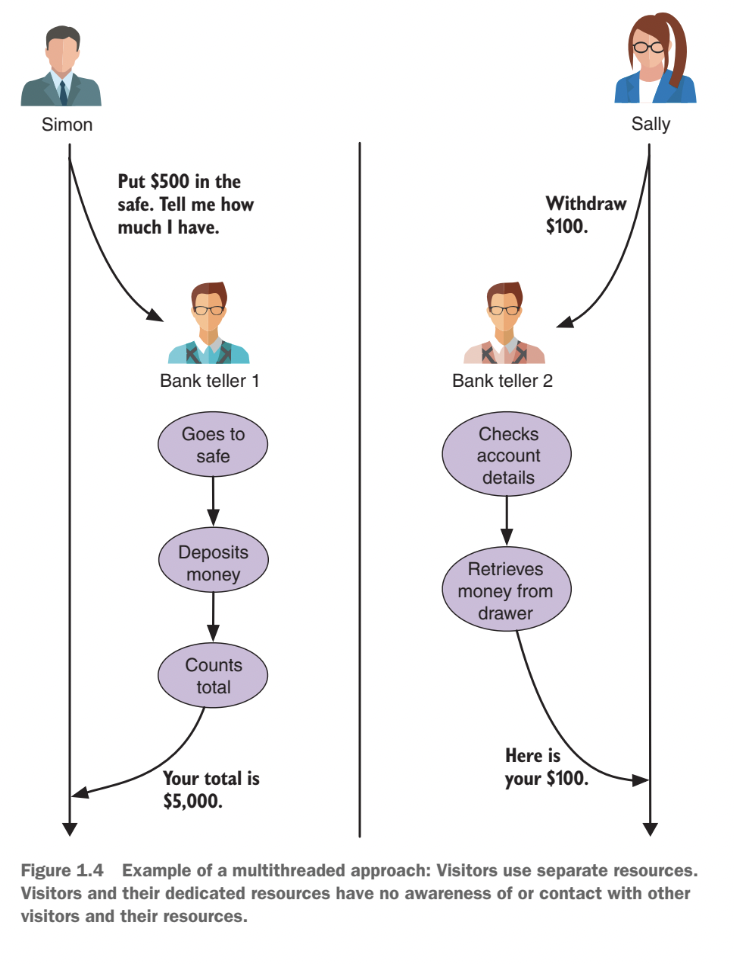 Simon
Sally
Put $500 in the
safe. Tell me how
much I have.
Withdraw
$100.
Bank teller 1
Bank teller 2
Goes to
safe
Deposits
money
Counts
total
Your total is
$5,000.
Checks
account
details
Retrieves
money from
drawer
Here is
your $100.
Figure 1.4 Example of a multithreaded approach: Visitors use separate resources.
Visitors and their dedicated resources have no awareness of or contact with other
visitors and their resources.